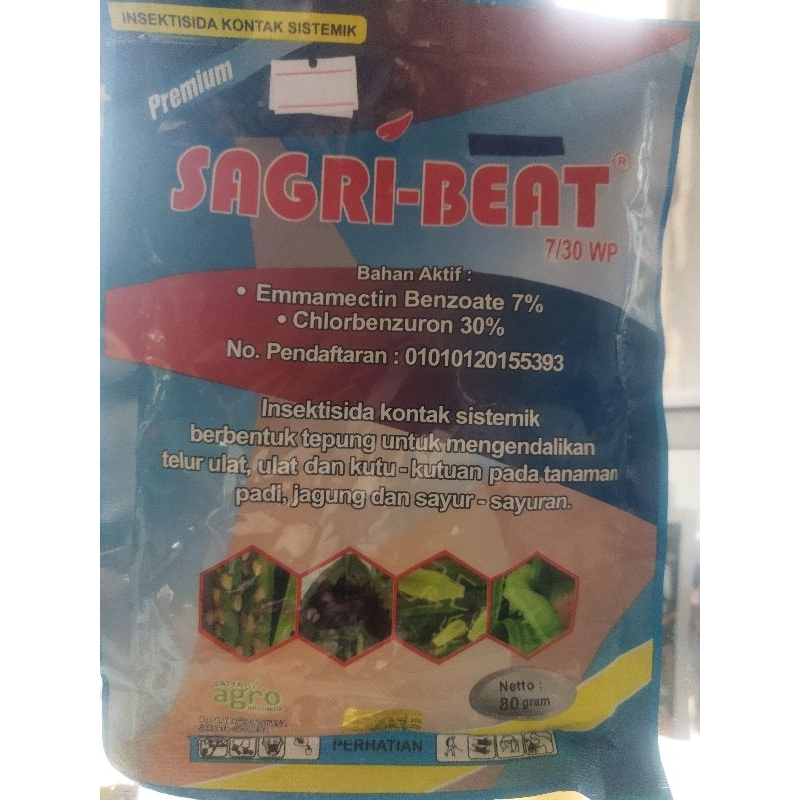 INSEKTISIDA KONTAK SISTEMIK
Premium
SAGRI-BEAT®
7/30 WP
Bahan Aktif :
• Emmamectin Benzoate 7%
• Chlorbenzuron 30%
No. Pendaftaran : 01010120155393
Insektisida kontak sistemik
berbentuk tepung untuk mengendalikan
telur ulat, ulat dan kutu - kutuan pada tanaman
padi, jagung dan sayur - sayuran.
Netto :
80 gram
agro
PERHATIAN